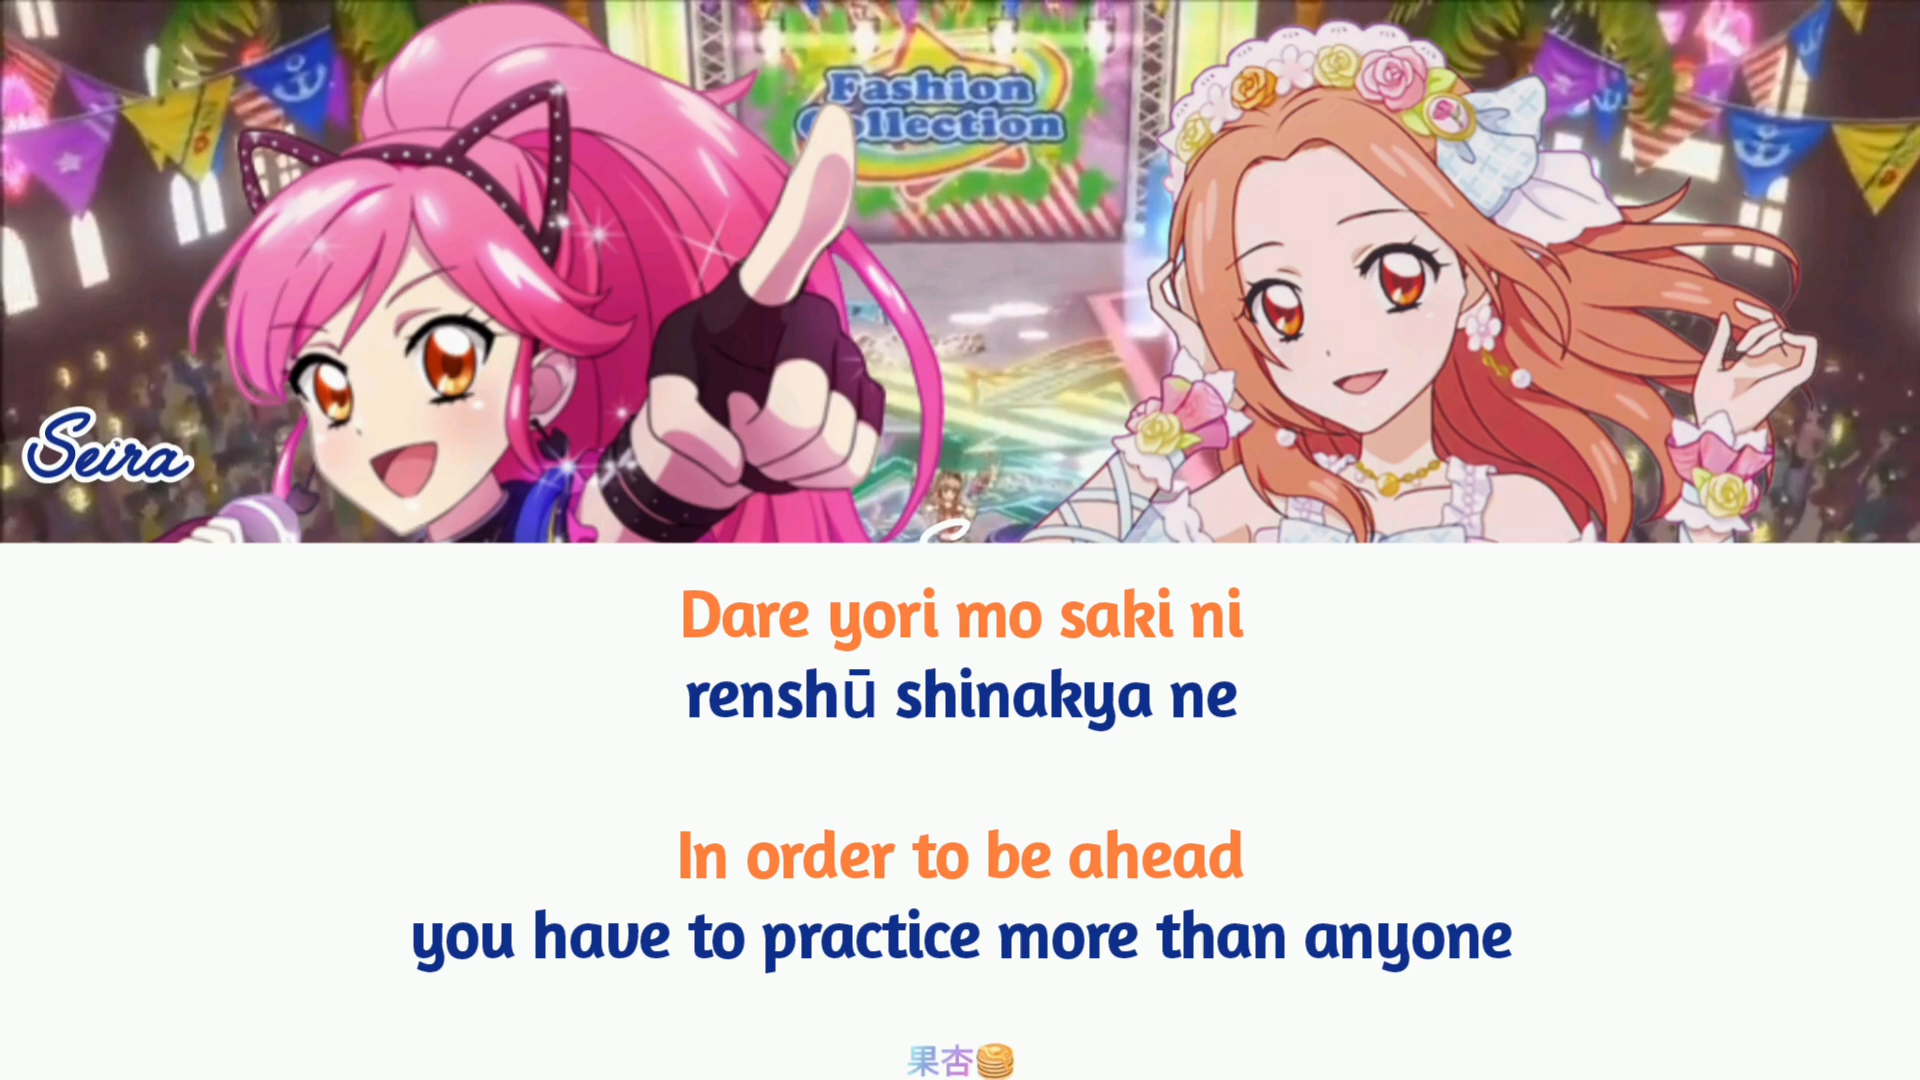 Fashion
Collection
Seira
Dare yori mo saki ni
renshū shinakya ne
In order to be ahead
you have to practice more than anyone
果杏🥞